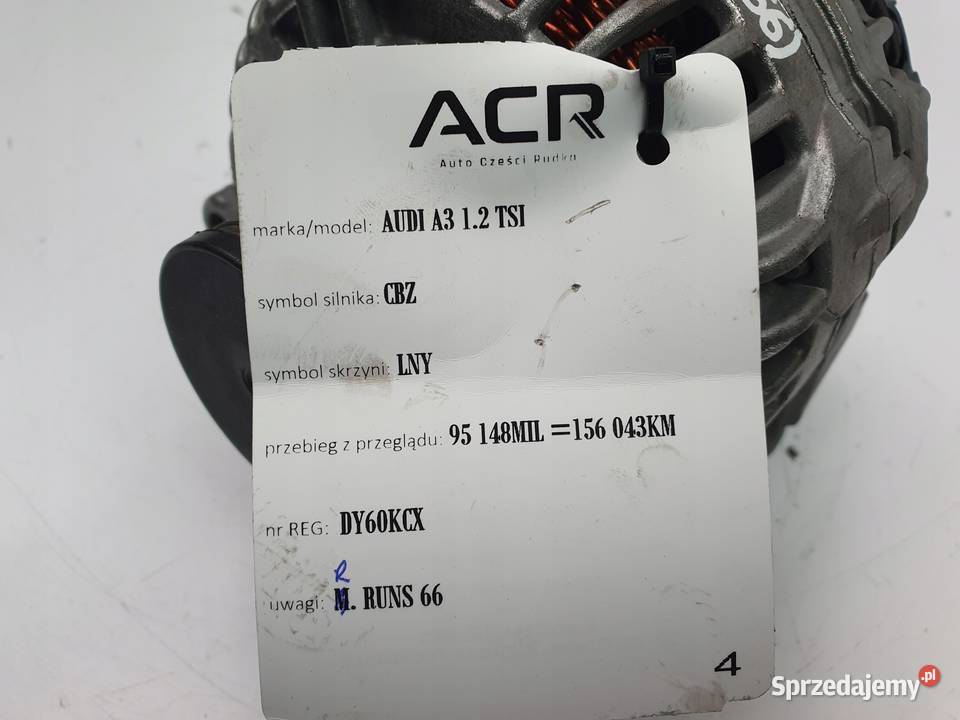 66)
ACR
Auto Części Rudka
marka/model: AUDI A3 1.2 TSI
symbol silnika: CBZ
symbol skrzyni: LNY
przebieg z przeglądu: 95 148MIL =156 043KM
nr REG: DY60KCX
R
uwagi: M. RUNS 66
4
Sprzedajemy.pl